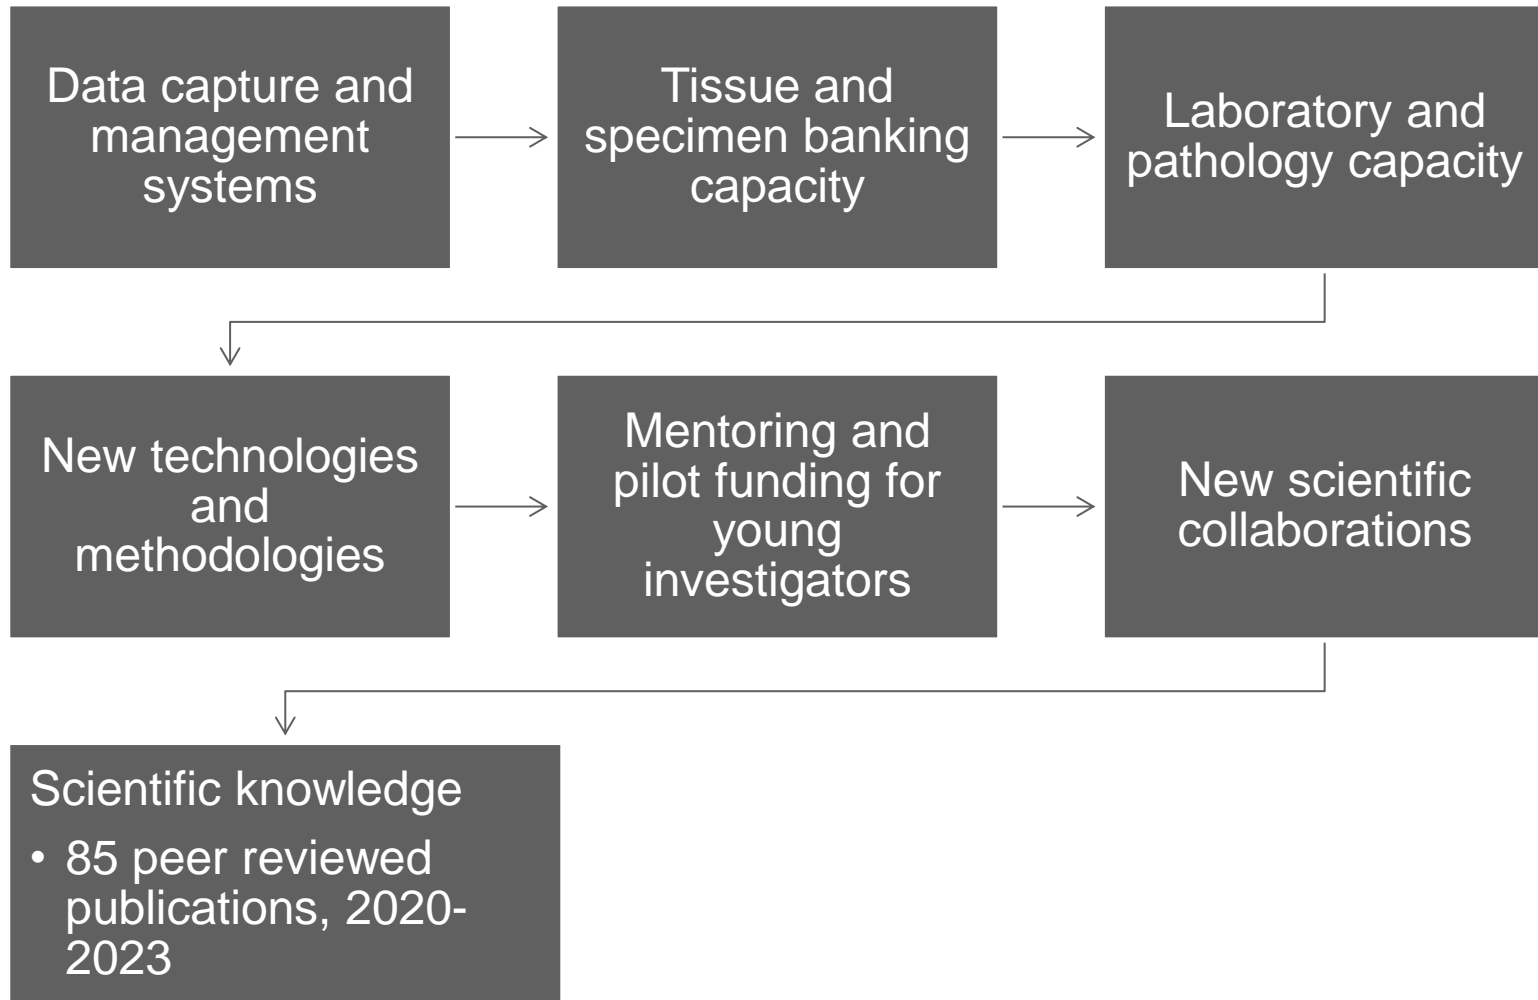 Data capture and
management
systems
Tissue and
specimen banking
capacity
Laboratory and
pathology capacity
New technologies
and
methodologies
Mentoring and
pilot funding for
young
investigators
New scientific
collaborations
Scientific knowledge
• 85 peer reviewed
publications, 2020-
2023